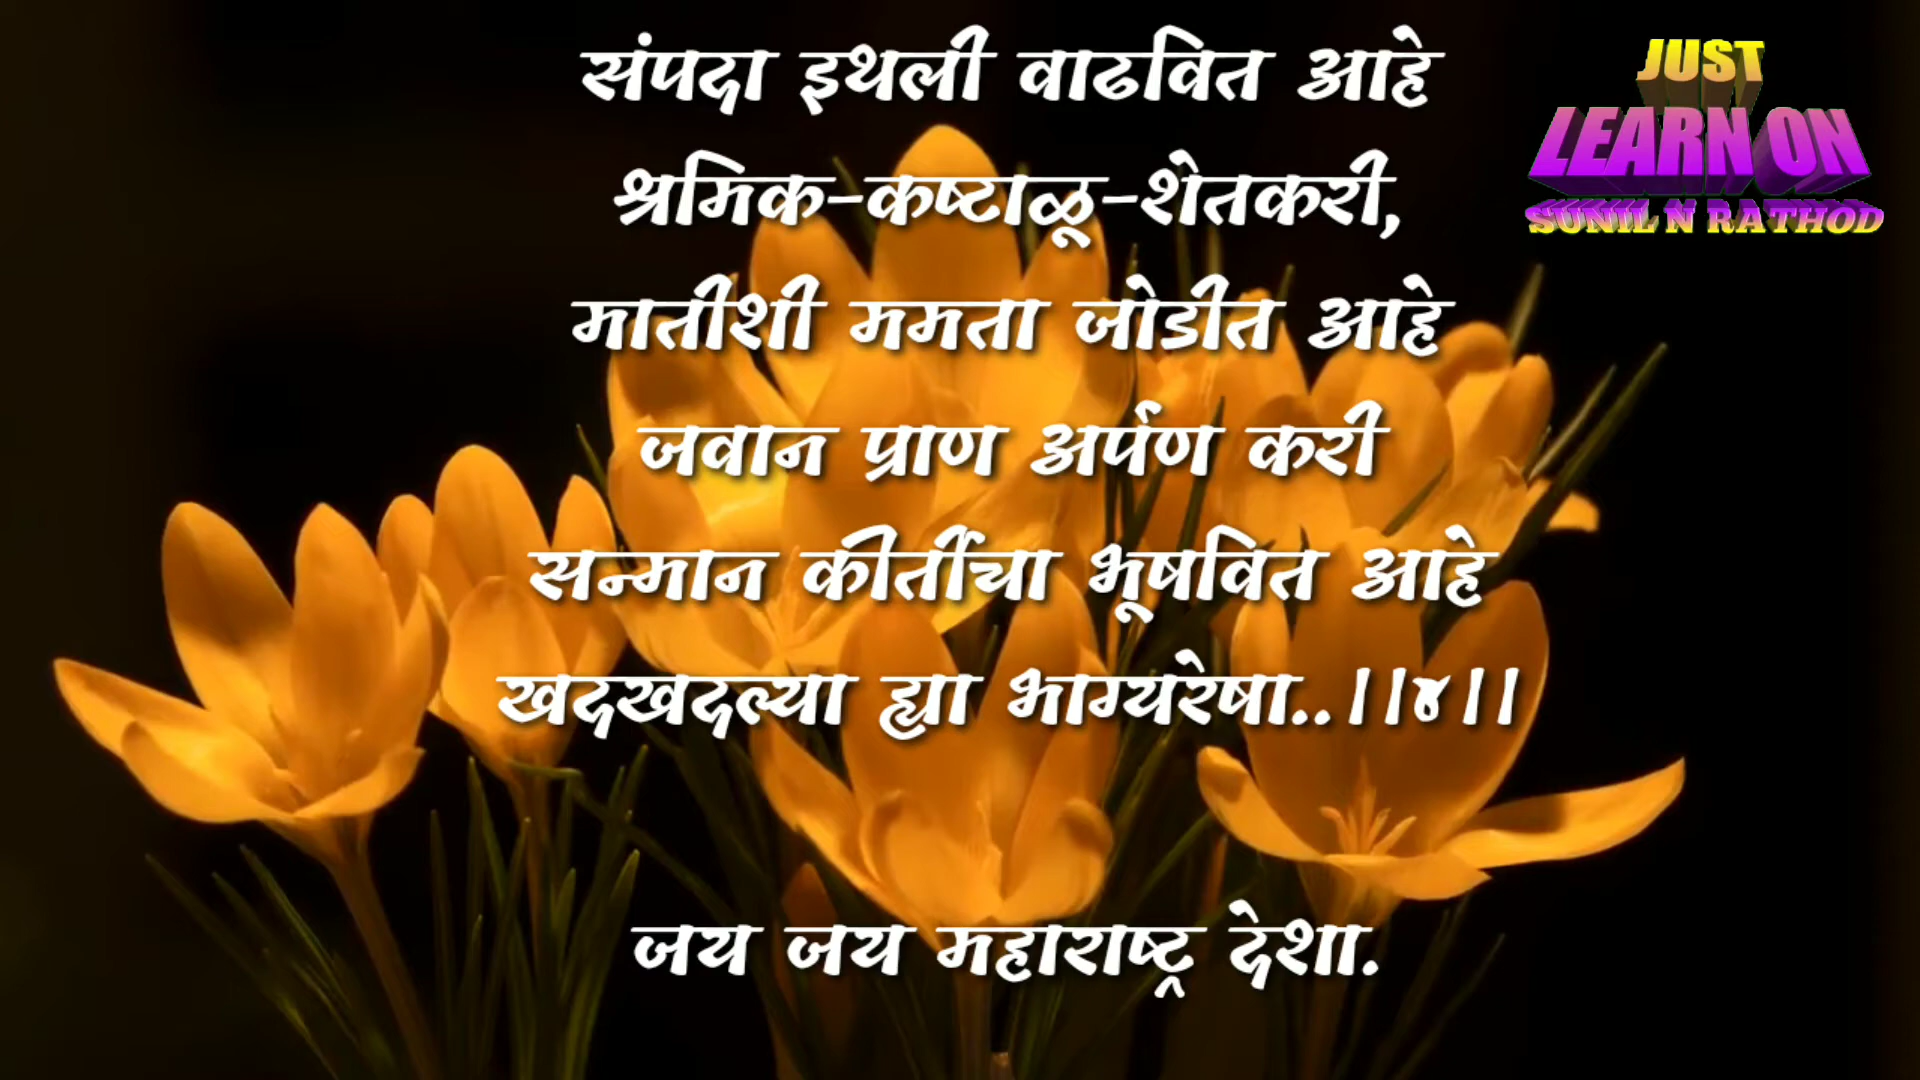 संपदा इथली वाढवित आहे
श्रमिक-कष्टाळू-शेतकरी,
मातीशी ममता जोडीत आहे
जवान प्राण अर्पण करी
सन्मान कीर्तीचा भूषवित आहे
खदखदल्या ह्या भाग्यरेषा..।।४।।
जय जय महाराष्ट्र देशा.
JUST
LEARN ON
SUNIL N RATHOD